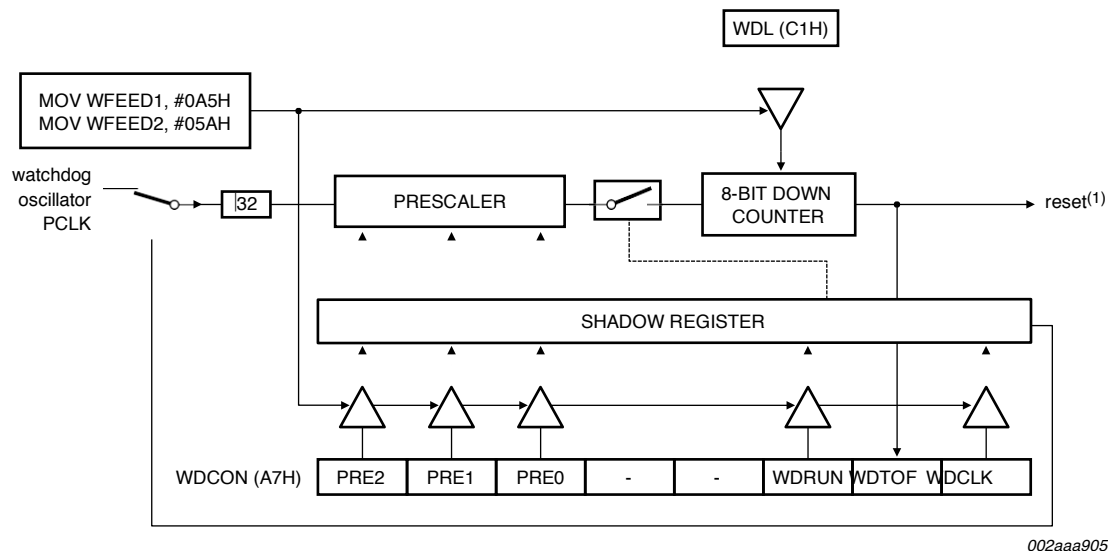 WDL (C1H)
MOV WFEED1, #0A5H
MOV WFEED2, #05AH
watchdog
oscillator
PCLK
32
PRESCALER
8-BIT DOWN
COUNTER
reset(1)
SHADOW REGISTER
WDCON (A7H)
PRE2
PRE1
PRE0
-
-
WDRUN
WDTOF
WDCLK
002aaa905